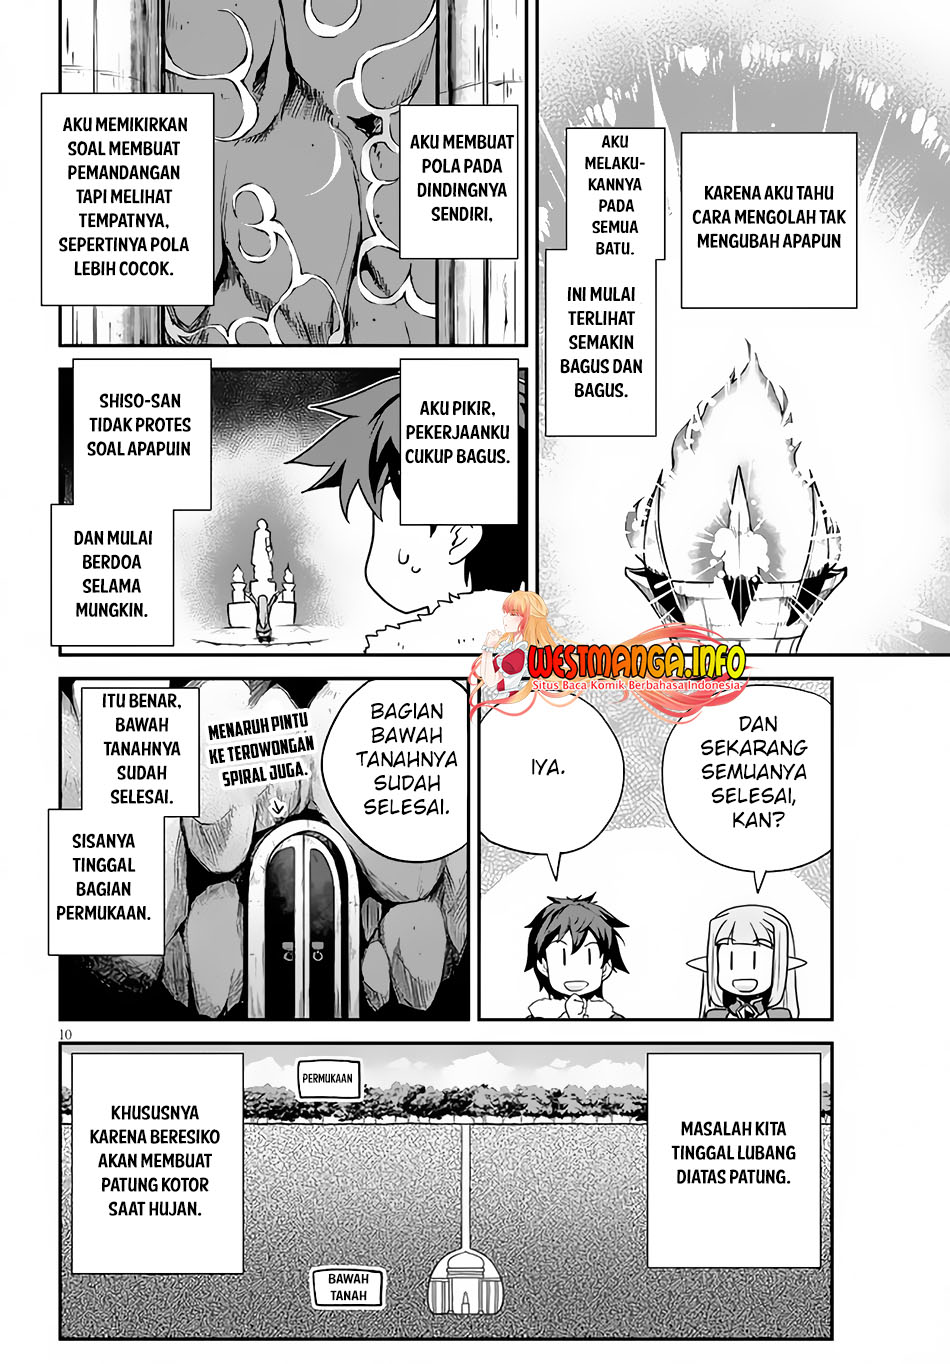 KARENA AKU TAHU
CARA MENGOLAH TAK
MENGUBAH APAPUN
AKU
MELAKU-
KANNYA
PADA
SEMUA
BATU.
INI MULAI
TERLIHAT
SEMAKIN
BAGUS DAN
BAGUS.
AKU MEMBUAT
POLA PADA
DINDINGNYA
SENDIRI,
AKU MEMIKIRKAN
SOAL MEMBUAT
PEMANDANGAN
TAPI MELIHAT
TEMPATNYA,
SEPERTINYA POLA
LEBIH COCOK.
AKU PIKIR,
PEKERJAANKU
CUKUP BAGUS.
SHISO-SAN
TIDAK PROTES
SOAL APAPUIN
DAN MULAI
BERDOA
SELAMA
MUNGKIN.
WESTMANGA.INFO
Situs Baca Komik Berbahasa Indonesia
DAN
SEKARANG
SEMUANYA
SELESAI,
KAN?
IYA.
BAGIAN
BAWAH
TANAHNYA
SUDAH
SELESAI.
MENARUH PINTU
KE TEROWONGAN
SPIRAL JUGA.
ITU BENAR,
BAWAH
TANAHNYA
SUDAH
SELESAI.
SISANYA
TINGGAL
BAGIAN
PERMUKAAN.
10
MASALAH KITA
TINGGAL LUBANG
DIATAS PATUNG.
PERMUKAAN
BAWAH
TANAH
KHUSUSNYA
KARENA BERESIKO
AKAN MEMBUAT
PATUNG KOTOR
SAAT HUJAN.